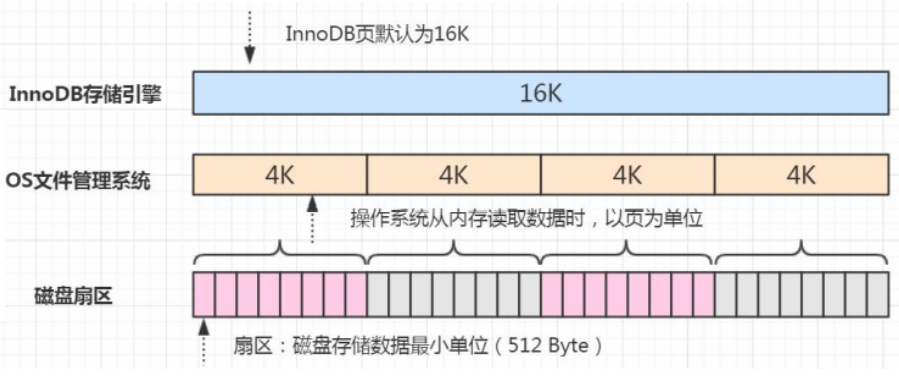 InnoDB页默认为16K
InnoDB存储引擎
16K
OS文件管理系统
4K 4K 4K 4K
操作系统从内存读取数据时，以页为单位
磁盘扇区
扇区：磁盘存储数据最小单位（512 Byte）